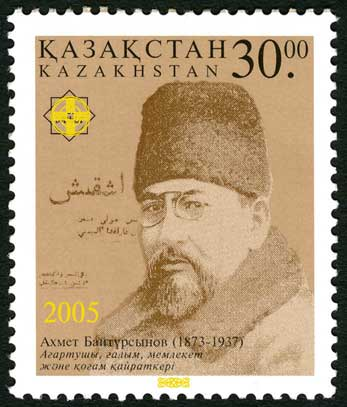 ҚАЗАҚСТАН
KAZAKHSTAN
30.00
2005
Ахмет Байтұрсынов (1873-1937)
Ағартушы, ғалым, мемлекет
және қоғам қайраткері